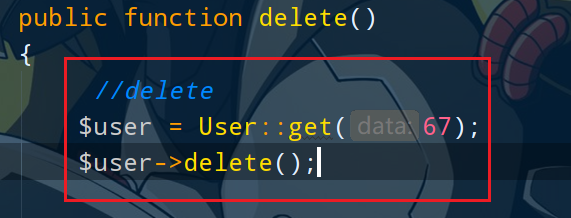 public function delete()
{
//delete
$user = User::get( data: 67);
$user->delete();